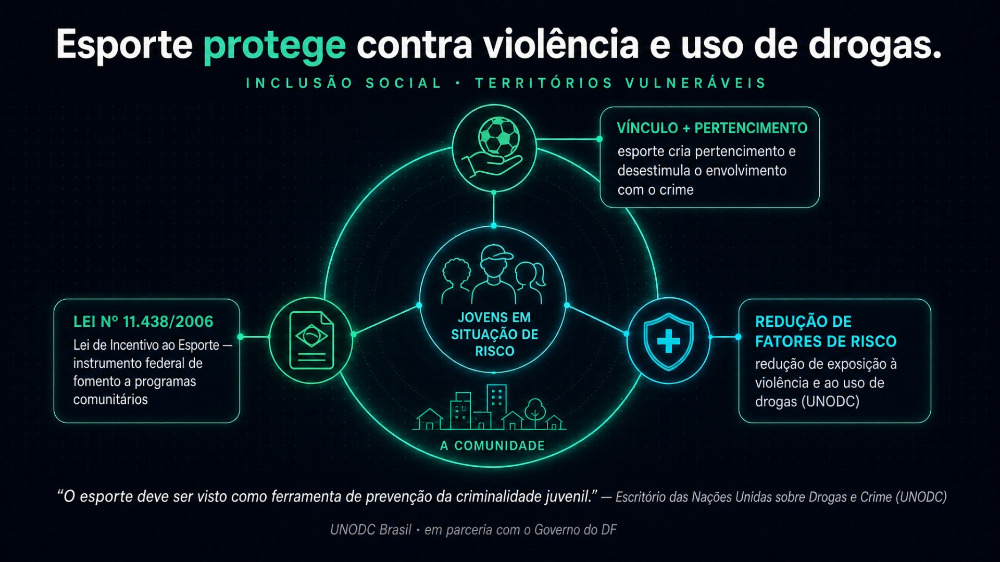 Esporte protege contra violência e uso de drogas.
INCLUSÃO SOCIAL • TERRITÓRIOS VULNERÁVEIS
VÍNCULO + PERTENCIMENTO
esporte cria pertencimento e
desestimula o envolvimento
com o crime
JOVENS EM
SITUAÇÃO DE
RISCO
LEI Nº 11.438/2006
Lei de Incentivo ao Esporte —
instrumento federal de
fomento a programas
comunitários
REDUÇÃO DE
FATORES DE RISCO
redução de exposição à
violência e ao uso de
drogas (UNODC)
A COMUNIDADE
“O esporte deve ser visto como ferramenta de prevenção da criminalidade juvenil.” — Escritório das Nações Unidas sobre Drogas e Crime (UNODC)
UNODC Brasil • em parceria com o Governo do DF